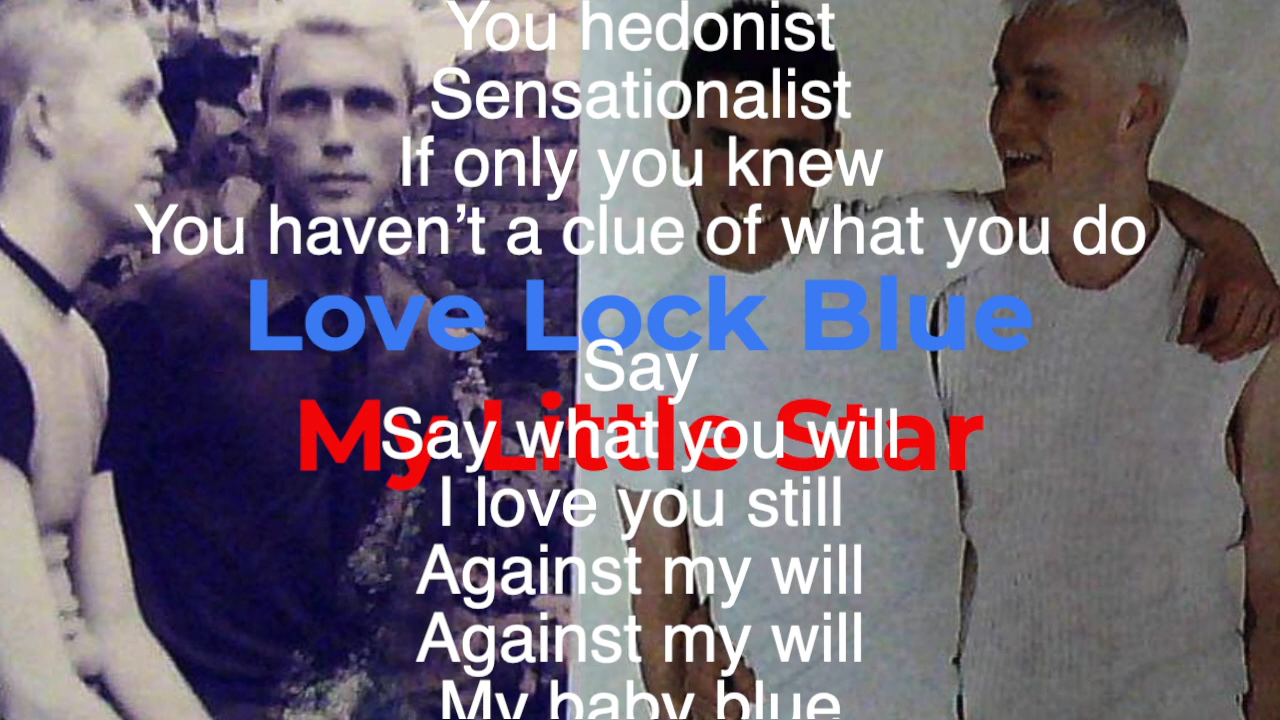 You hedonist
Sensationalist
If only you knew
You haven’t a clue of what you do
Love Lock Blue
Say
My Little Star
Say what you will
I love you still
Against my will
Against my will
My baby blue